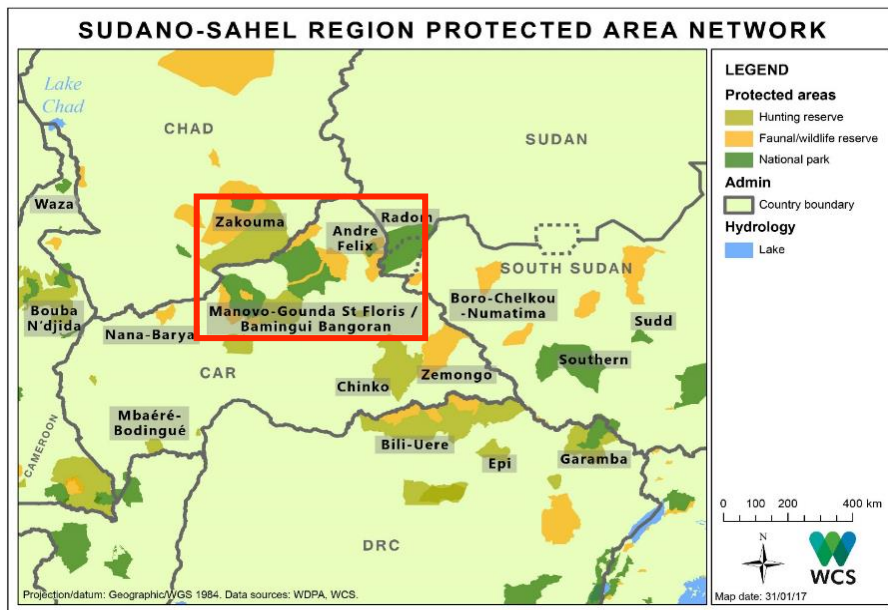 SUDANO-SAHEL REGION PROTECTED AREA NETWORK
Lake
Chad
CHAD
SUDAN
Waza
Zakouma
Andre
Felix
Radom
SOUTH SUDAN
Bouba
N'djida
Nana-Barya
Manovo-Gounda St Floris /
Bamingui Bangoran
Boro-Chelkou
-Numatima
Sudd
Southern
CAR
Chinko
Zemongo
Mbaéré-
Bodingué
CAMEROON
Bili-Uere
Epi
Garamba
DRC
Projection/datum: Geographic/WGS 1984. Data sources: WDPA, WCS.
LEGEND
Protected areas
Hunting reserve
Faunal/wildlife reserve
National park
Admin
Country boundary
Hydrology
Lake
0 100 200 400 km
N
WCS
Map date: 31/01/17